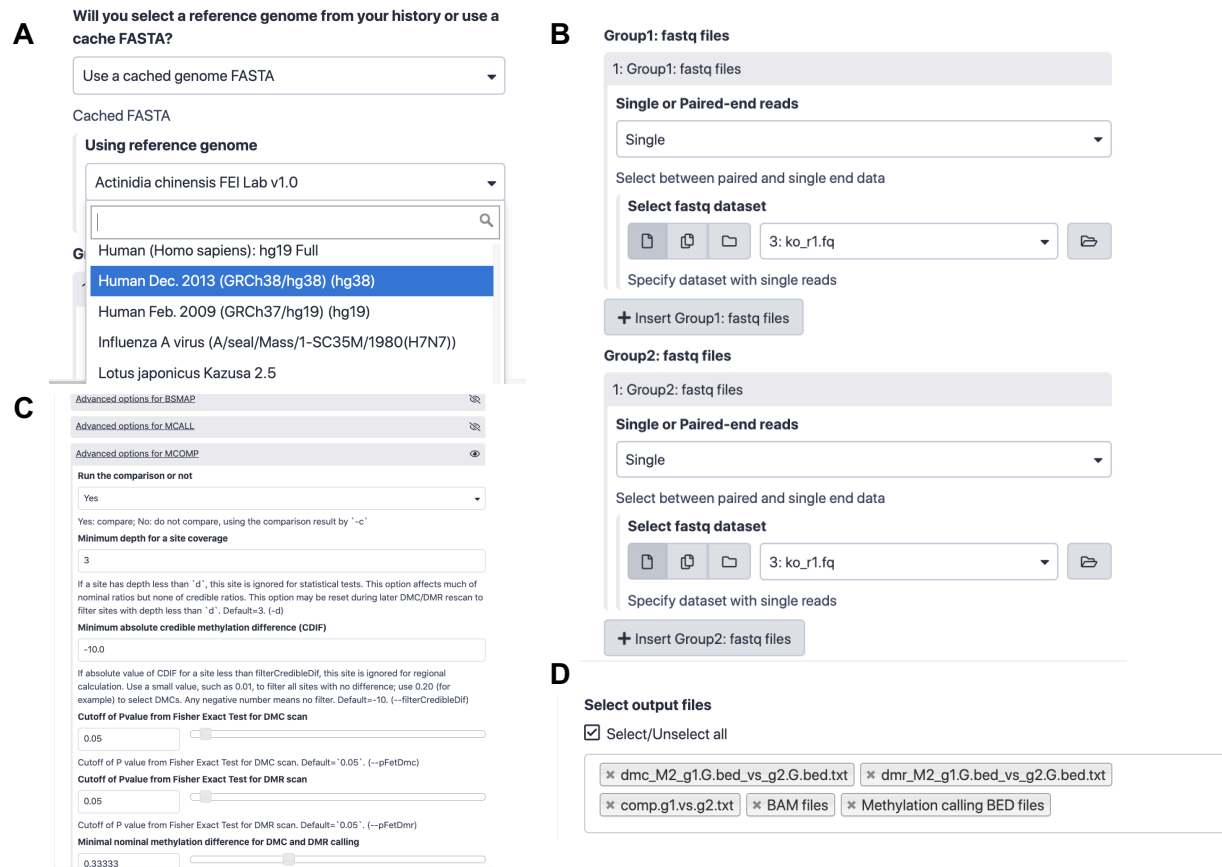 A
Will you select a reference genome from your history or use a
cache FASTA?
Use a cached genome FASTA
Cached FASTA
Using reference genome
Actinidia chinensis FEI Lab v1.0
Human (Homo sapiens): hg19 Full
Human Dec. 2013 (GRCh38/hg38) (hg38)
Human Feb. 2009 (GRCh37/hg19) (hg19)
Influenza A virus (A/seal/Mass/1-SC35M/1980(H7N7))
Lotus japonicus Kazusa 2.5
B
Group1: fastq files
1: Group1: fastq files
Single or Paired-end reads
Single
Select between paired and single end data
Select fastq dataset
3: ko_r1.fq
Specify dataset with single reads
+ Insert Group1: fastq files
Group2: fastq files
1: Group2: fastq files
Single or Paired-end reads
Single
Select between paired and single end data
Select fastq dataset
3: ko_r1.fq
Specify dataset with single reads
+ Insert Group2: fastq files
C
Advanced options for BSMAP
Advanced options for MCALL
Advanced options for MCOMP
Run the comparison or not
Yes
Yes: compare; No: do not compare, using the comparison result by `-c`
Minimum depth for a site coverage
3
If a site has depth less than `d`, this site is ignored for statistical tests. This option affects much of
nominal ratios but none of credible ratios. This option may be reset during later DMC/DMR rescan to
filter sites with depth less than `d`. Default=3. (-d)
Minimum absolute credible methylation difference (CDIF)
-10.0
If absolute value of CDIF for a site less than filterCredibleDif, this site is ignored for regional
calculation. Use a small value, such as 0.01, to filter all sites with no difference; use 0.20 (for
example) to select DMCs. Any negative number means no filter. Default=-10. (--filterCredibleDif)
Cutoff of Pvalue from Fisher Exact Test for DMC scan
0.05
Cutoff of P value from Fisher Exact Test for DMC scan. Default=`0.05`. (--pFetDmc)
Cutoff of Pvalue from Fisher Exact Test for DMR scan
0.05
Cutoff of P value from Fisher Exact Test for DMR scan. Default=`0.05`. (--pFetDmr)
Minimal nominal methylation difference for DMC and DMR calling
0.33333
D
Select output files
Select/Unselect all
× dmc_M2_g1.G.bed_vs_g2.G.bed.txt × dmr_M2_g1.G.bed_vs_g2.G.bed.txt
× comp.g1.vs.g2.txt × BAM files × Methylation calling BED files